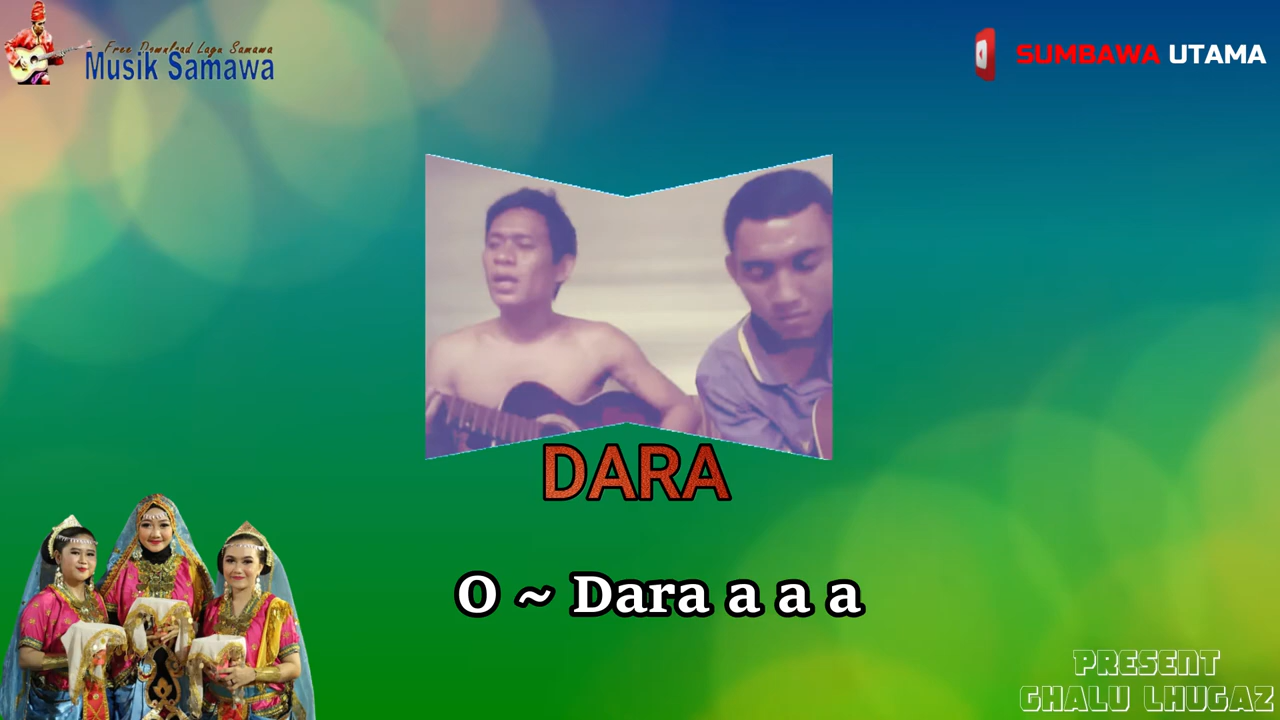 Free Download Lagu Samawa
Musik Samawa
SUMBAWA UTAMA
DARA
O ~ Dara a a a
PRESENT
GHALU LHUGAZ